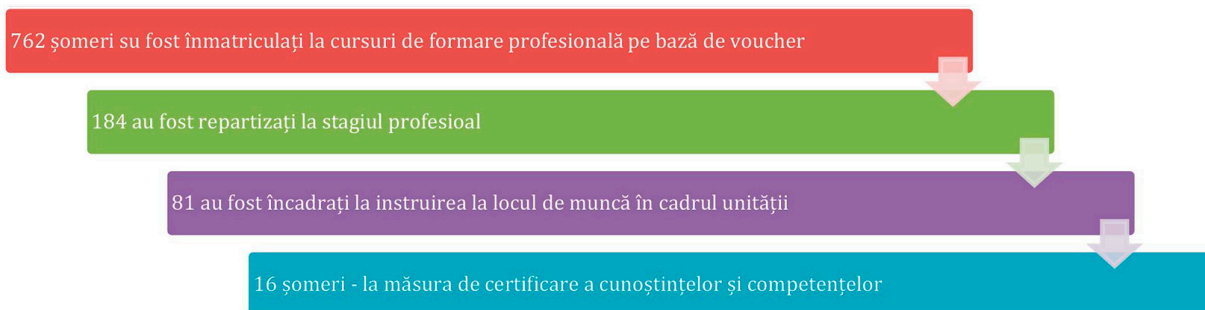 762 șomeri su fost înmatriculați la cursuri de formare profesională pe bază de voucher
184 au fost repartizați la stagiul profesioal
81 au fost încadrați la instruirea la locul de muncă în cadrul unității
16 șomeri - la măsura de certificare a cunoștințelor și competențelor